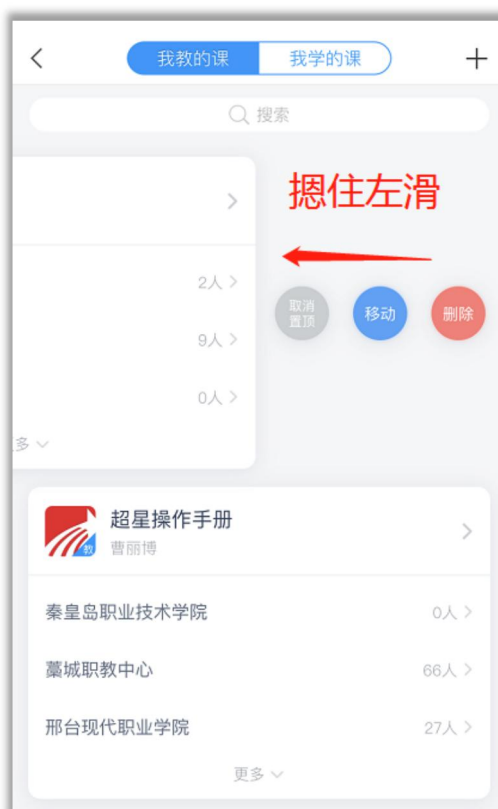 我教的课 我学的课
搜索
摁住左滑
2人
取消
置顶
移动
删除
9人
0人
多
超星操作手册
教
曹丽博
秦皇岛职业技术学院 0人
藁城职教中心 66人
邢台现代职业学院 27人
更多